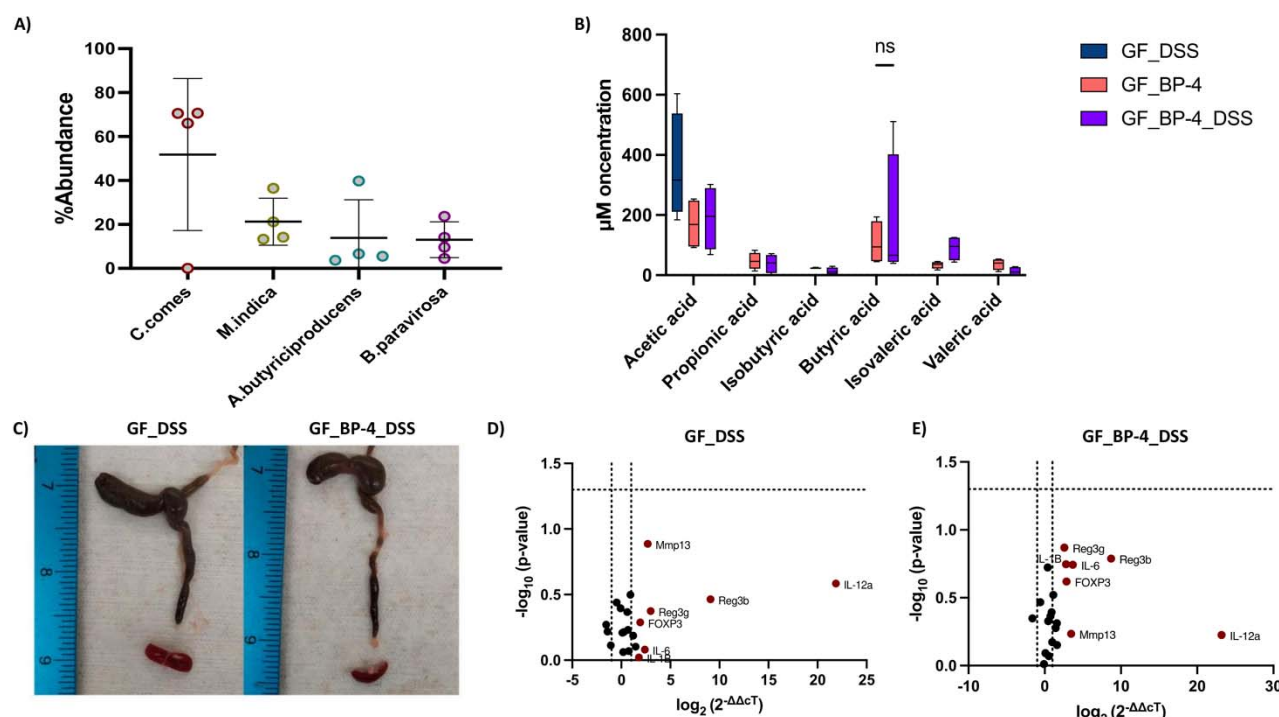 A)
%Abundance
100
80
60
40
20
0
C.comes
M.indica
A.butyriciproducens
B.paravirosa
B)
µM oncentration
800
600
400
200
0
ns
Acetic acid
Propionic acid
Isobutyric acid
Butyric acid
Isovaleric acid
Valeric acid
GF_DSS
GF_BP-4
GF_BP-4_DSS
C)
GF_DSS
7
8
9
GF_BP-4_DSS
7
8
9
D)
GF_DSS
-log10 (p-value)
1.5
1.0
0.5
0.0
Mmp13
IL-12a
Reg3b
Reg3g
FOXP3
IL-6
IL-1B
-5 0 5 10 15 20 25
log2 (2-ΔΔcT)
E)
GF_BP-4_DSS
-log10 (p-value)
1.5
1.0
0.5
0.0
Reg3g
IL-1B
IL-6
Reg3b
FOXP3
Mmp13
IL-12a
-10 0 10 20 30
log2 (2-ΔΔcT)